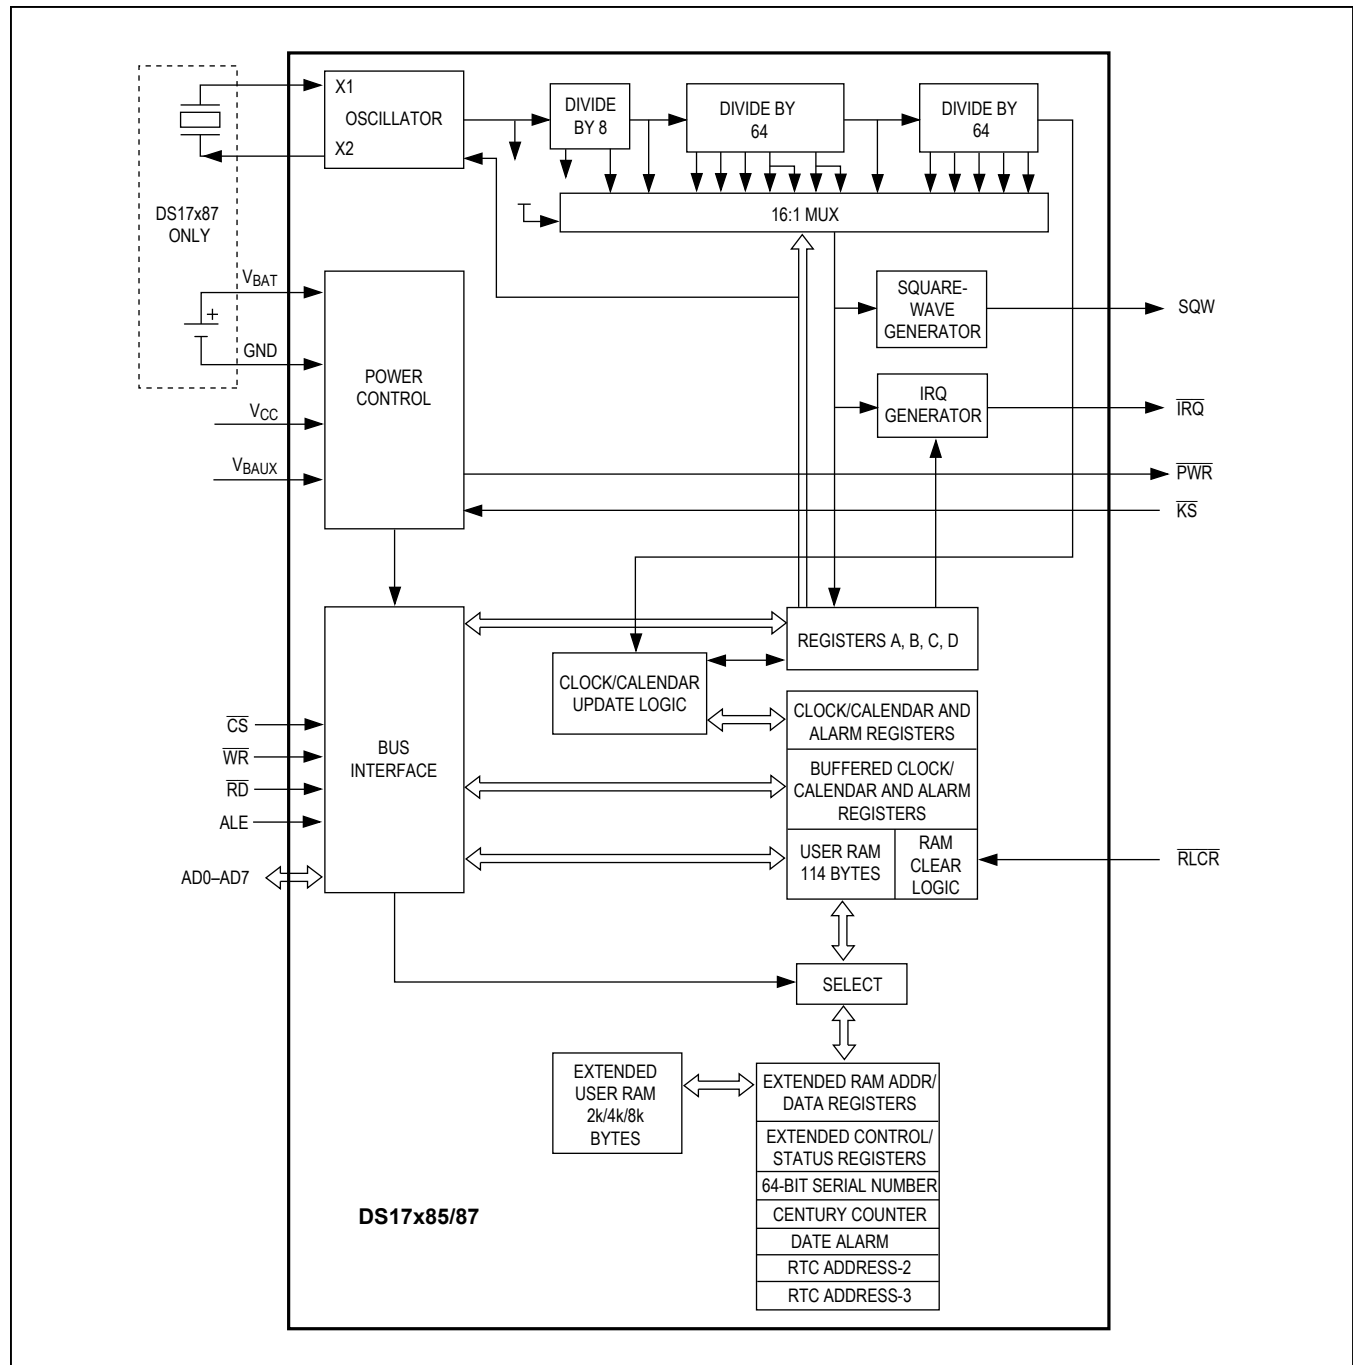 X1
OSCILLATOR
X2
DIVIDE
BY 8
DIVIDE BY
64
DIVIDE BY
64
16:1 MUX
DS17x87
ONLY
VBAT
+
GND
VCC
VBAUX
POWER
CONTROL
SQUARE-
WAVE
GENERATOR
SQW
IRQ
GENERATOR
IRQ
PWR
KS
REGISTERS A, B, C, D
CLOCK/CALENDAR
UPDATE LOGIC
CLOCK/CALENDAR AND
ALARM REGISTERS
BUFFERED CLOCK/
CALENDAR AND ALARM
REGISTERS
USER RAM
114 BYTES
RAM
CLEAR
LOGIC
RLCR
CS
WR
RD
ALE
AD0–AD7
BUS
INTERFACE
SELECT
EXTENDED
USER RAM
2k/4k/8k
BYTES
EXTENDED RAM ADDR/
DATA REGISTERS
EXTENDED CONTROL/
STATUS REGISTERS
64-BIT SERIAL NUMBER
CENTURY COUNTER
DATE ALARM
RTC ADDRESS-2
RTC ADDRESS-3
DS17x85/87